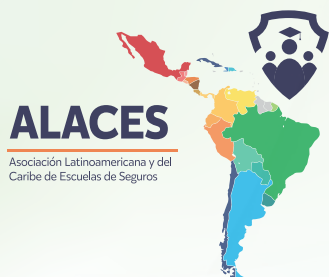 ALACES
Asociación Latinoamericana y del
Caribe de Escuelas de Seguros